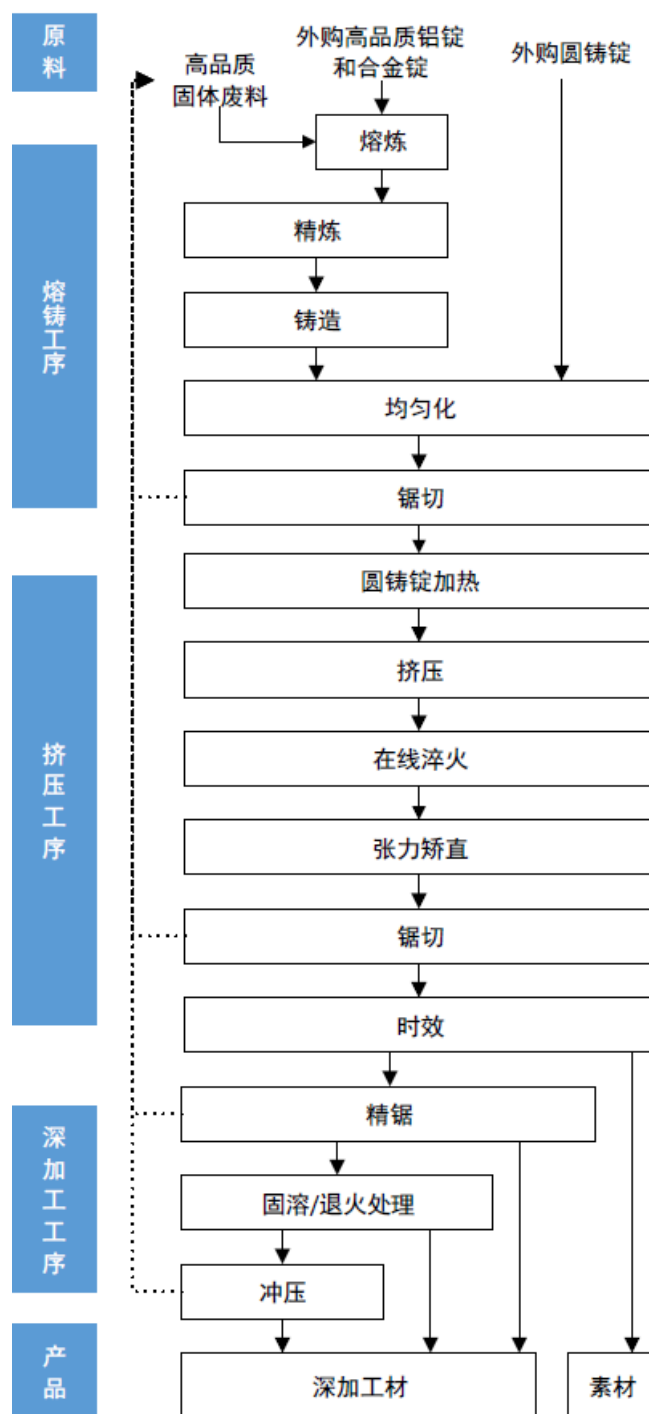 原料
高品质
固体废料
外购高品质铝锭
和合金锭
外购圆铸锭
熔铸工序
熔炼
精炼
铸造
均匀化
锯切
挤压工序
圆铸锭加热
挤压
在线淬火
张力矫直
锯切
时效
深加工工序
精锯
固溶/退火处理
冲压
产品
深加工材
素材